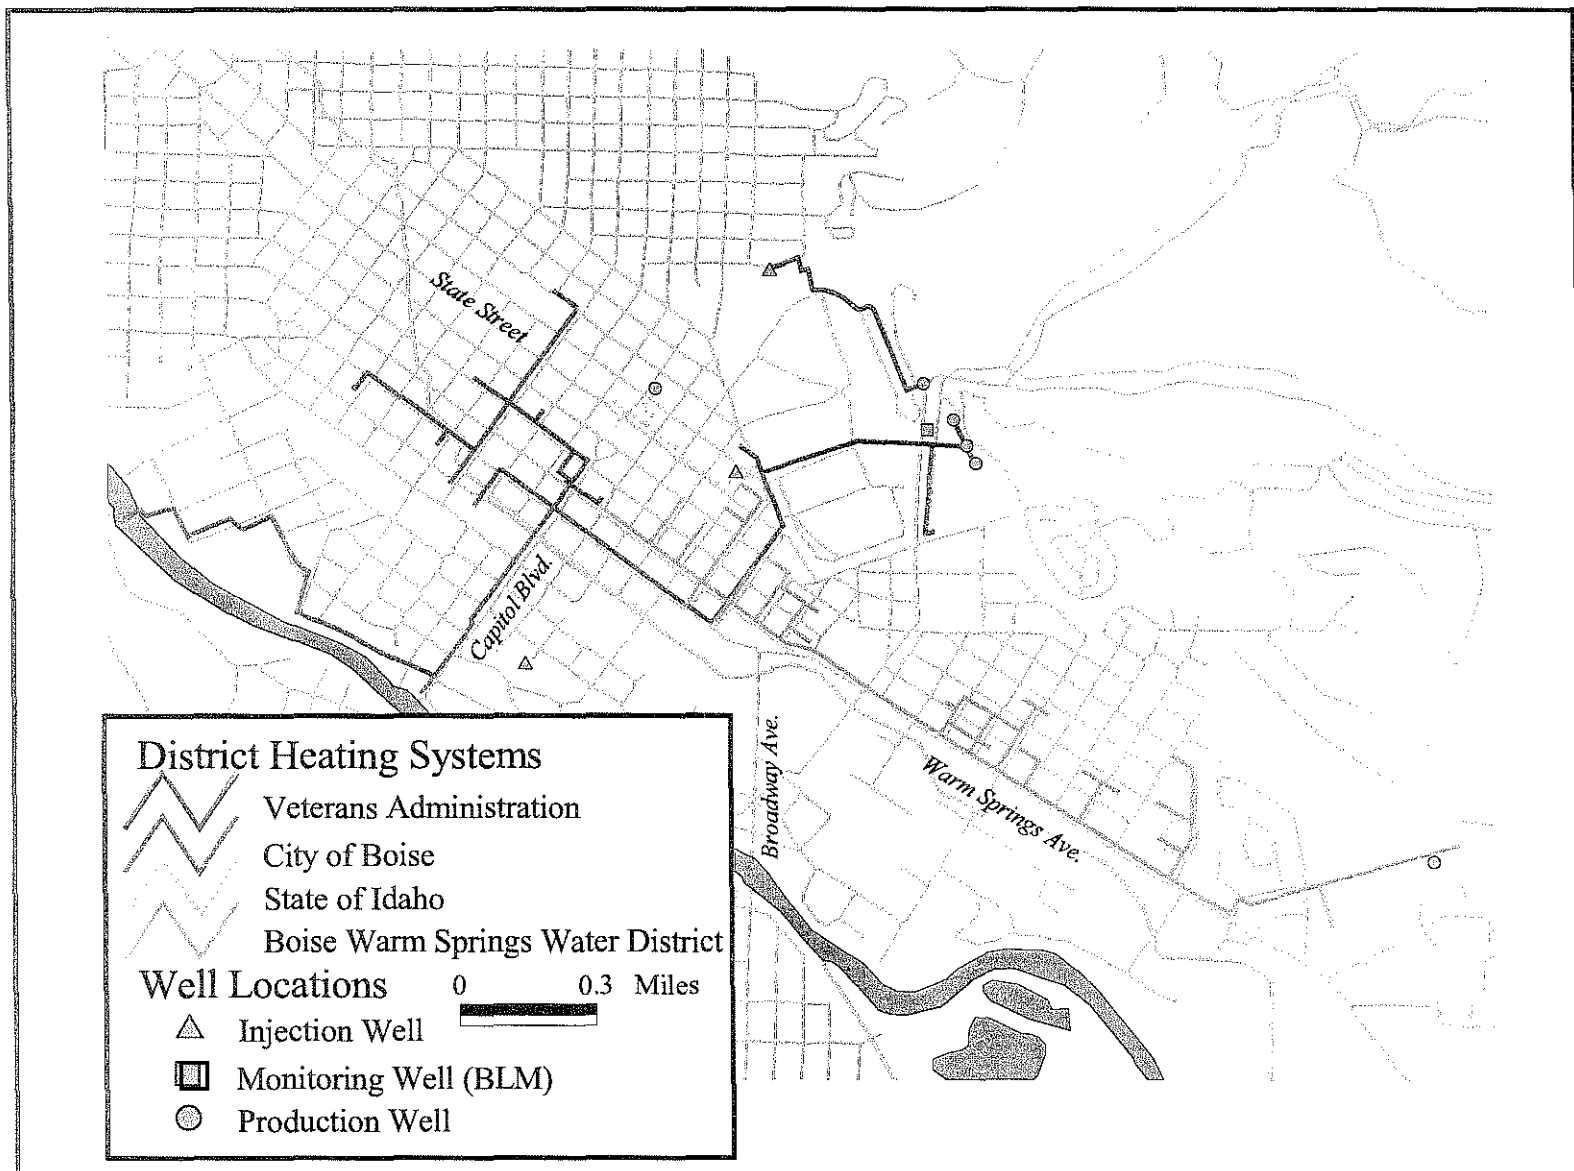 State Street
Capitol Blvd.
Broadway Ave.
Warm Springs Ave.
District Heating Systems
Veterans Administration
City of Boise
State of Idaho
Boise Warm Springs Water District
Well Locations
0 0.3 Miles
Injection Well
Monitoring Well (BLM)
Production Well